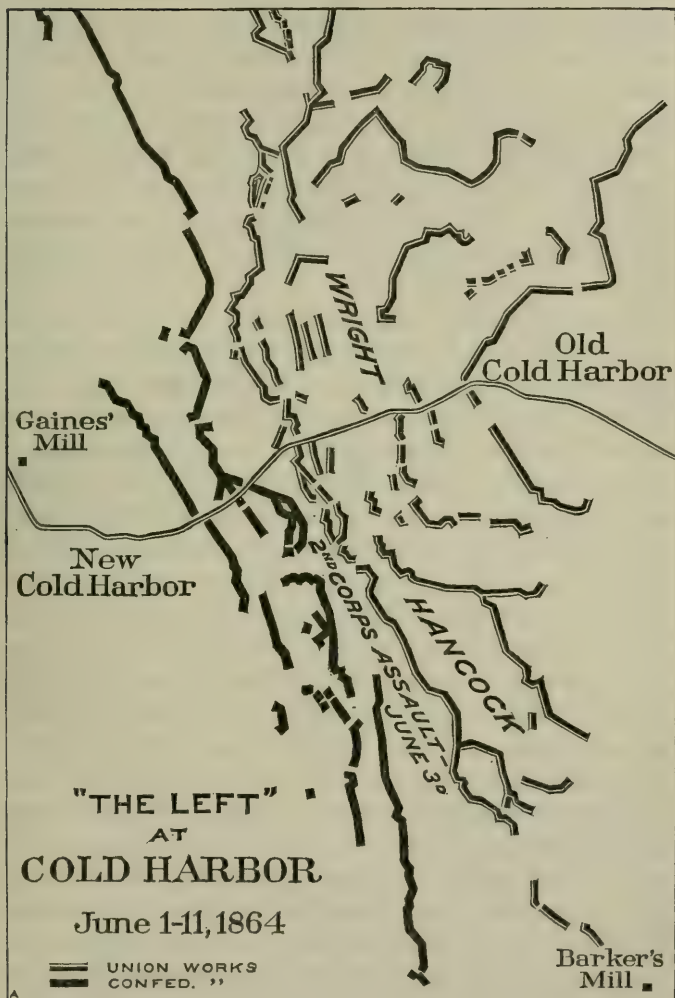 WRIGHT
Old
Cold Harbor
Gaines'
Mill
New
Cold Harbor
2ND CORPS ASSAULT-
JUNE 3D
HANCOCK
"THE LEFT"
AT
COLD HARBOR
June 1-11, 1864
UNION WORKS
CONFED. "
Barker's
Mill
A